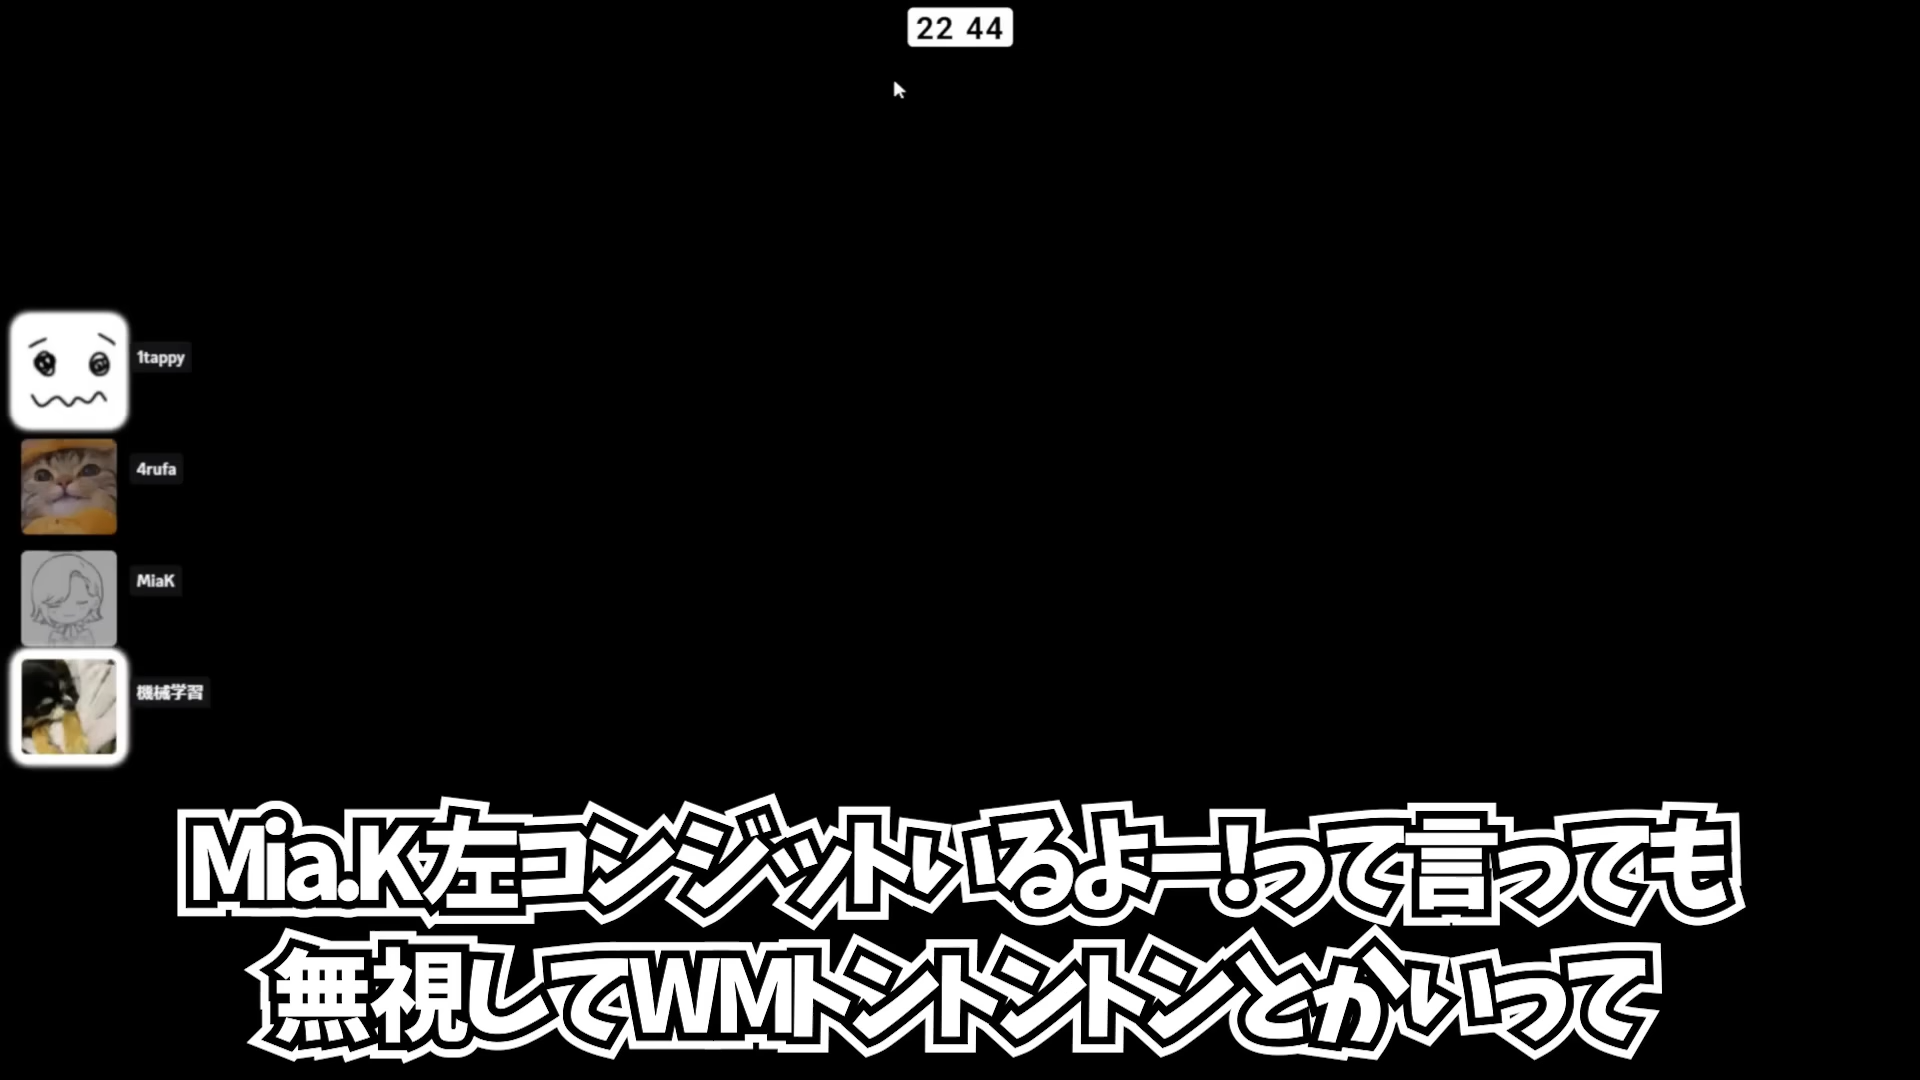 22 44
1tappy
4rufa
MiaK
機械学習
Mia.K左コンジットいるよー!って言っても
無視してWMトントントンとかいって